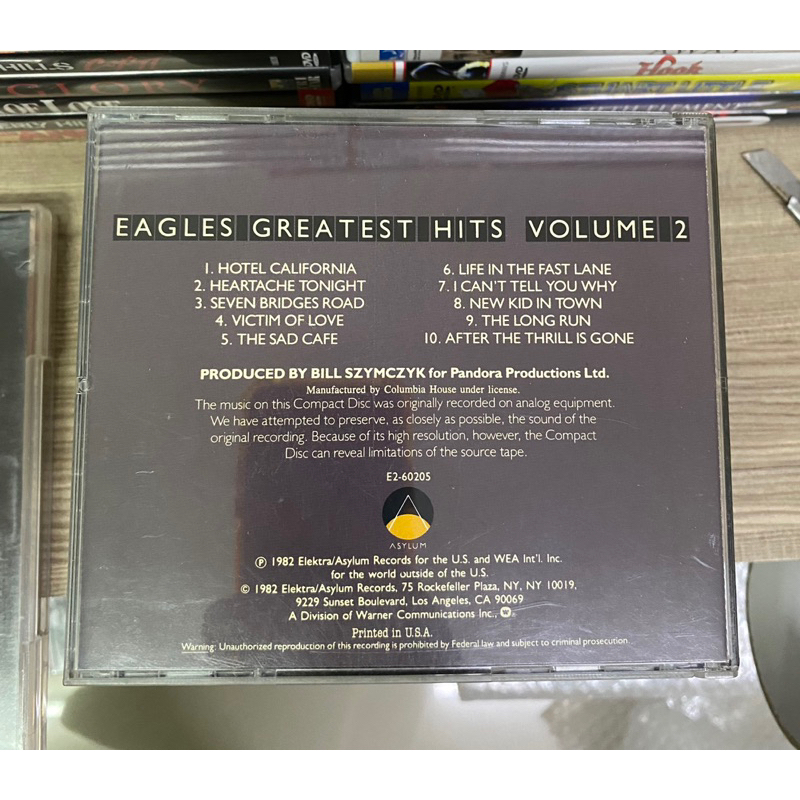 GLORY
OF LOVE
Hook
ELEMENT
EAGLES GREATEST HITS VOLUME 2
1. HOTEL CALIFORNIA
2. HEARTACHE TONIGHT
3. SEVEN BRIDGES ROAD
4. VICTIM OF LOVE
5. THE SAD CAFE
6. LIFE IN THE FAST LANE
7. I CAN'T TELL YOU WHY
8. NEW KID IN TOWN
9. THE LONG RUN
10. AFTER THE THRILL IS GONE
PRODUCED BY BILL SZYMCZYK for Pandora Productions Ltd.
Manufactured by Columbia House under license.
The music on this Compact Disc was originally recorded on analog equipment.
We have attempted to preserve, as closely as possible, the sound of the
original recording. Because of its high resolution, however, the Compact
Disc can reveal limitations of the source tape.
E2-60205
ASYLUM
Ⓟ 1982 Elektra/Asylum Records for the U.S. and WEA Int'l. Inc.
for the world outside of the U.S.
© 1982 Elektra/Asylum Records, 75 Rockefeller Plaza, NY, NY 10019,
9229 Sunset Boulevard, Los Angeles, CA 90069
A Division of Warner Communications Inc.,
Printed in U.S.A.
Warning: Unauthorized reproduction of this recording is prohibited by Federal law and subject to criminal prosecution.